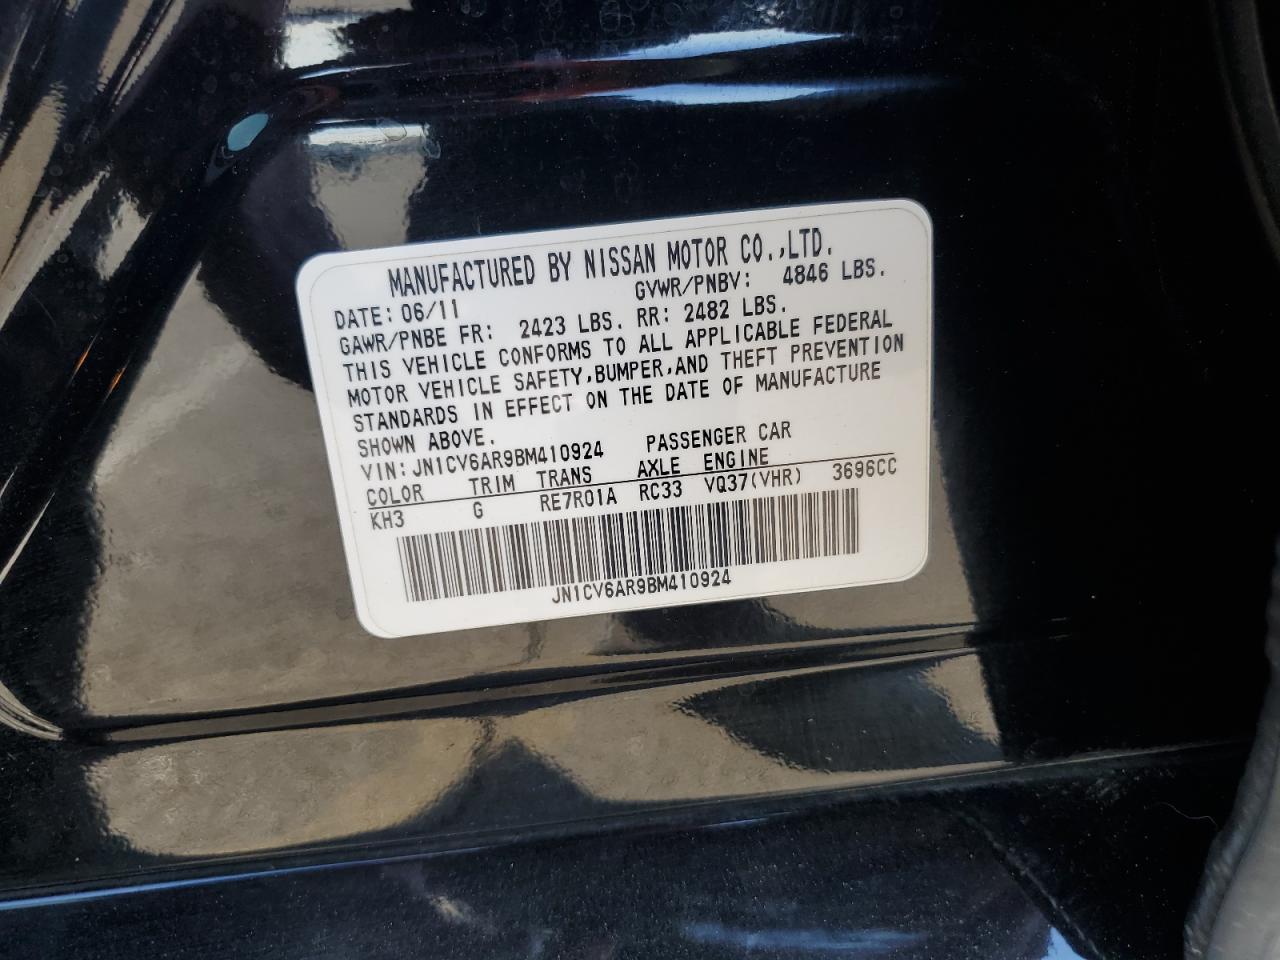 MANUFACTURED BY NISSAN MOTOR CO.,LTD.
DATE: 06/11 GVWR/PNBV: 4846 LBS.
GAWR/PNBE FR: 2423 LBS. RR: 2482 LBS.
THIS VEHICLE CONFORMS TO ALL APPLICABLE FEDERAL
MOTOR VEHICLE SAFETY,BUMPER,AND THEFT PREVENTION
STANDARDS IN EFFECT ON THE DATE OF MANUFACTURE
SHOWN ABOVE.
VIN:JN1CV6AR9BM410924 PASSENGER CAR
COLOR TRIM TRANS AXLE ENGINE
KH3 G RE7R01A RC33 VQ37(VHR) 3696CC
JN1CV6AR9BM410924